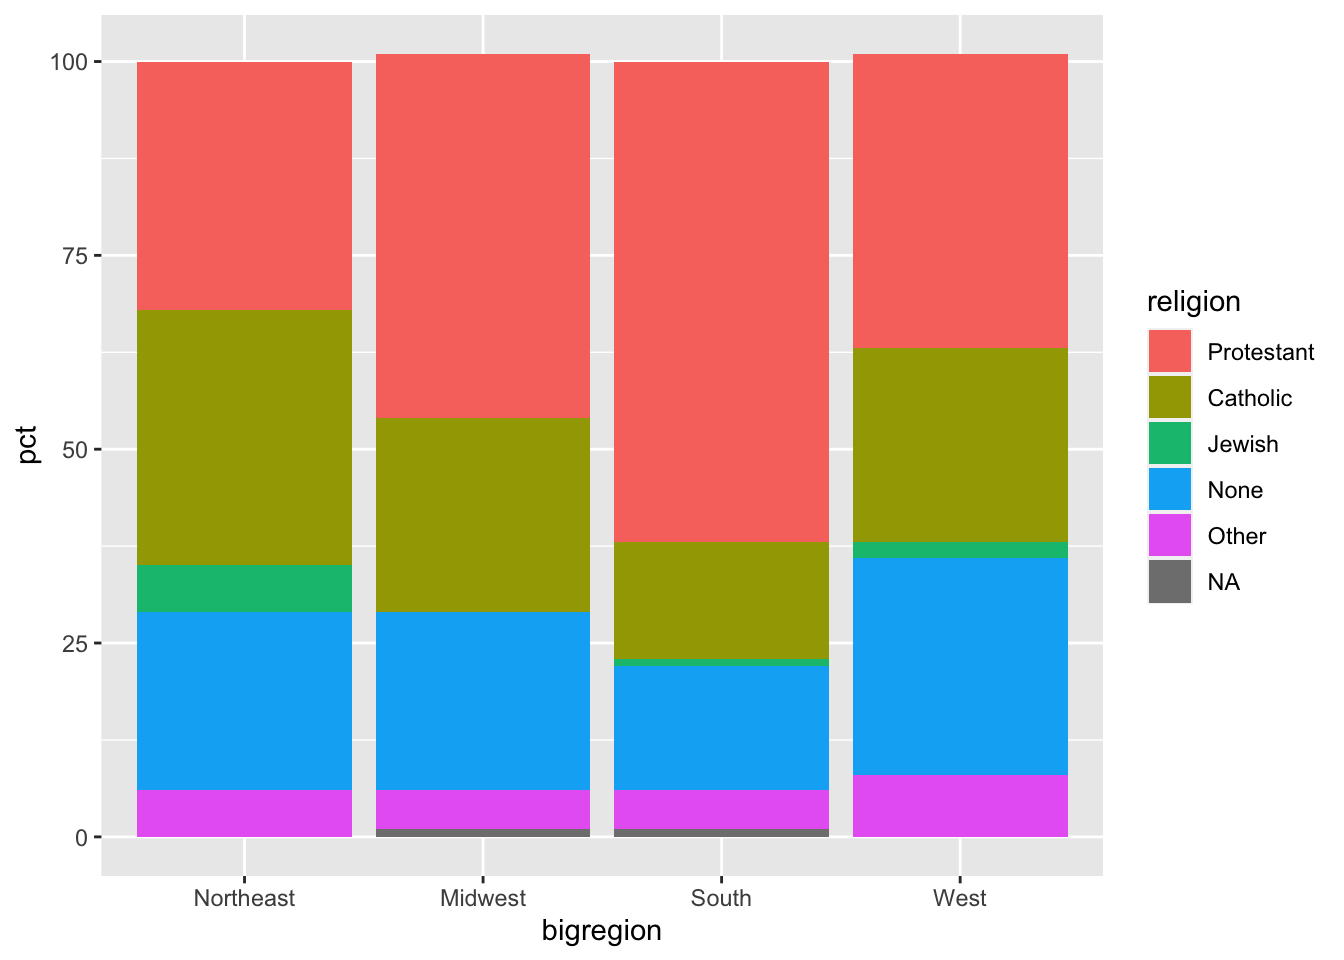 100
75
50
25
0
pct
Northeast
Midwest
South
West
bigregion
religion
Protestant
Catholic
Jewish
None
Other
NA